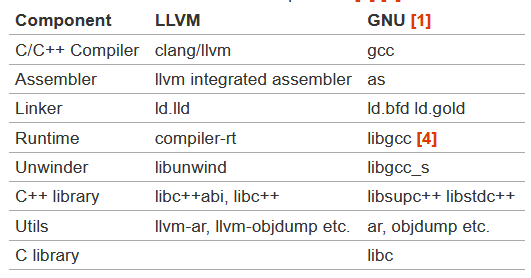 Component LLVM GNU [1]
C/C++ Compiler clang/llvm gcc
Assembler llvm integrated assembler as
Linker ld.lld ld.bfd ld.gold
Runtime compiler-rt libgcc [4]
Unwinder libunwind libgcc_s
C++ library libc++abi, libc++ libsupc++ libstdc++
Utils llvm-ar, llvm-objdump etc. ar, objdump etc.
C library libc